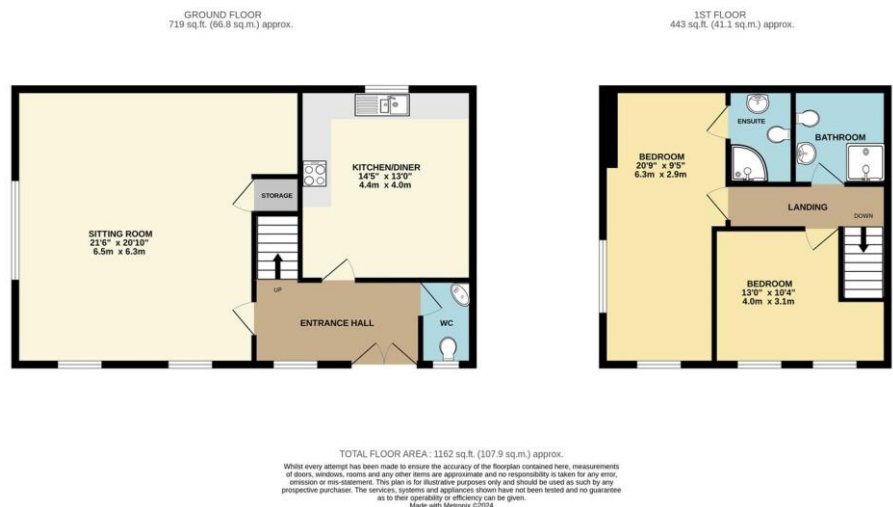 GROUND FLOOR
719 sq.ft. (66.8 sq.m.) approx.
1ST FLOOR
443 sq.ft. (41.1 sq.m.) approx.
KITCHEN/DINER
14'5" x 13'0"
4.4m x 4.0m
STORAGE
SITTING ROOM
21'6" x 20'10"
6.5m x 6.3m
UP
ENTRANCE HALL
WC
BEDROOM
20'9" x 9'5"
6.3m x 2.9m
ENSUITE
BATHROOM
LANDING
DOWN
BEDROOM
13'0" x 10'4"
4.0m x 3.1m
TOTAL FLOOR AREA : 1162 sq.ft. (107.9 sq.m.) approx.
Whilst every attempt has been made to ensure the accuracy of the floorplan contained here, measurements
of doors, windows, rooms and any other items are approximate and no responsibility is taken for any error,
omission or mis-statement. This plan is for illustrative purposes only and should be used as such by any
prospective purchaser. The services, systems and appliances shown have not been tested and no guarantee
as to their operability or efficiency can be given.
Made with Metropix ©2024